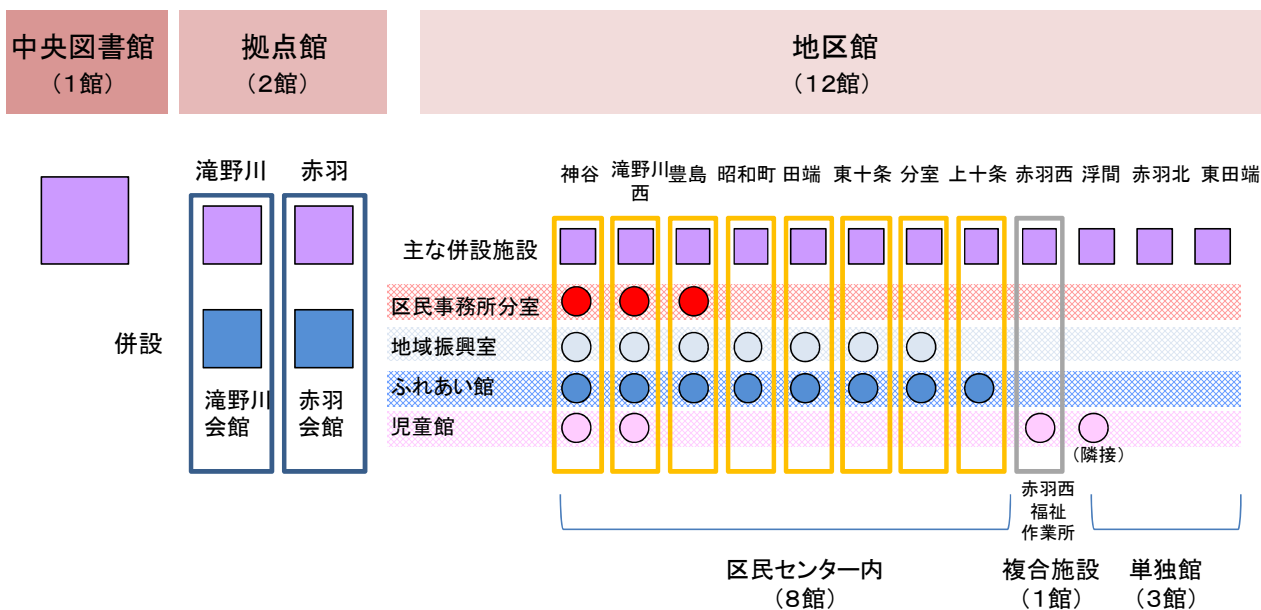 中央図書館
（1館）
拠点館
（2館）
地区館
（12館）
滝野川
赤羽
神谷
滝野川
西
豊島
昭和町
田端
東十条
分室
上十条
赤羽西
浮間
赤羽北
東田端
主な併設施設
区民事務所分室
併設
地域振興室
ふれあい館
滝野川
会館
赤羽
会館
児童館
（隣接）
赤羽西
福祉
作業所
区民センター内
（8館）
複合施設
（1館）
単独館
（3館）